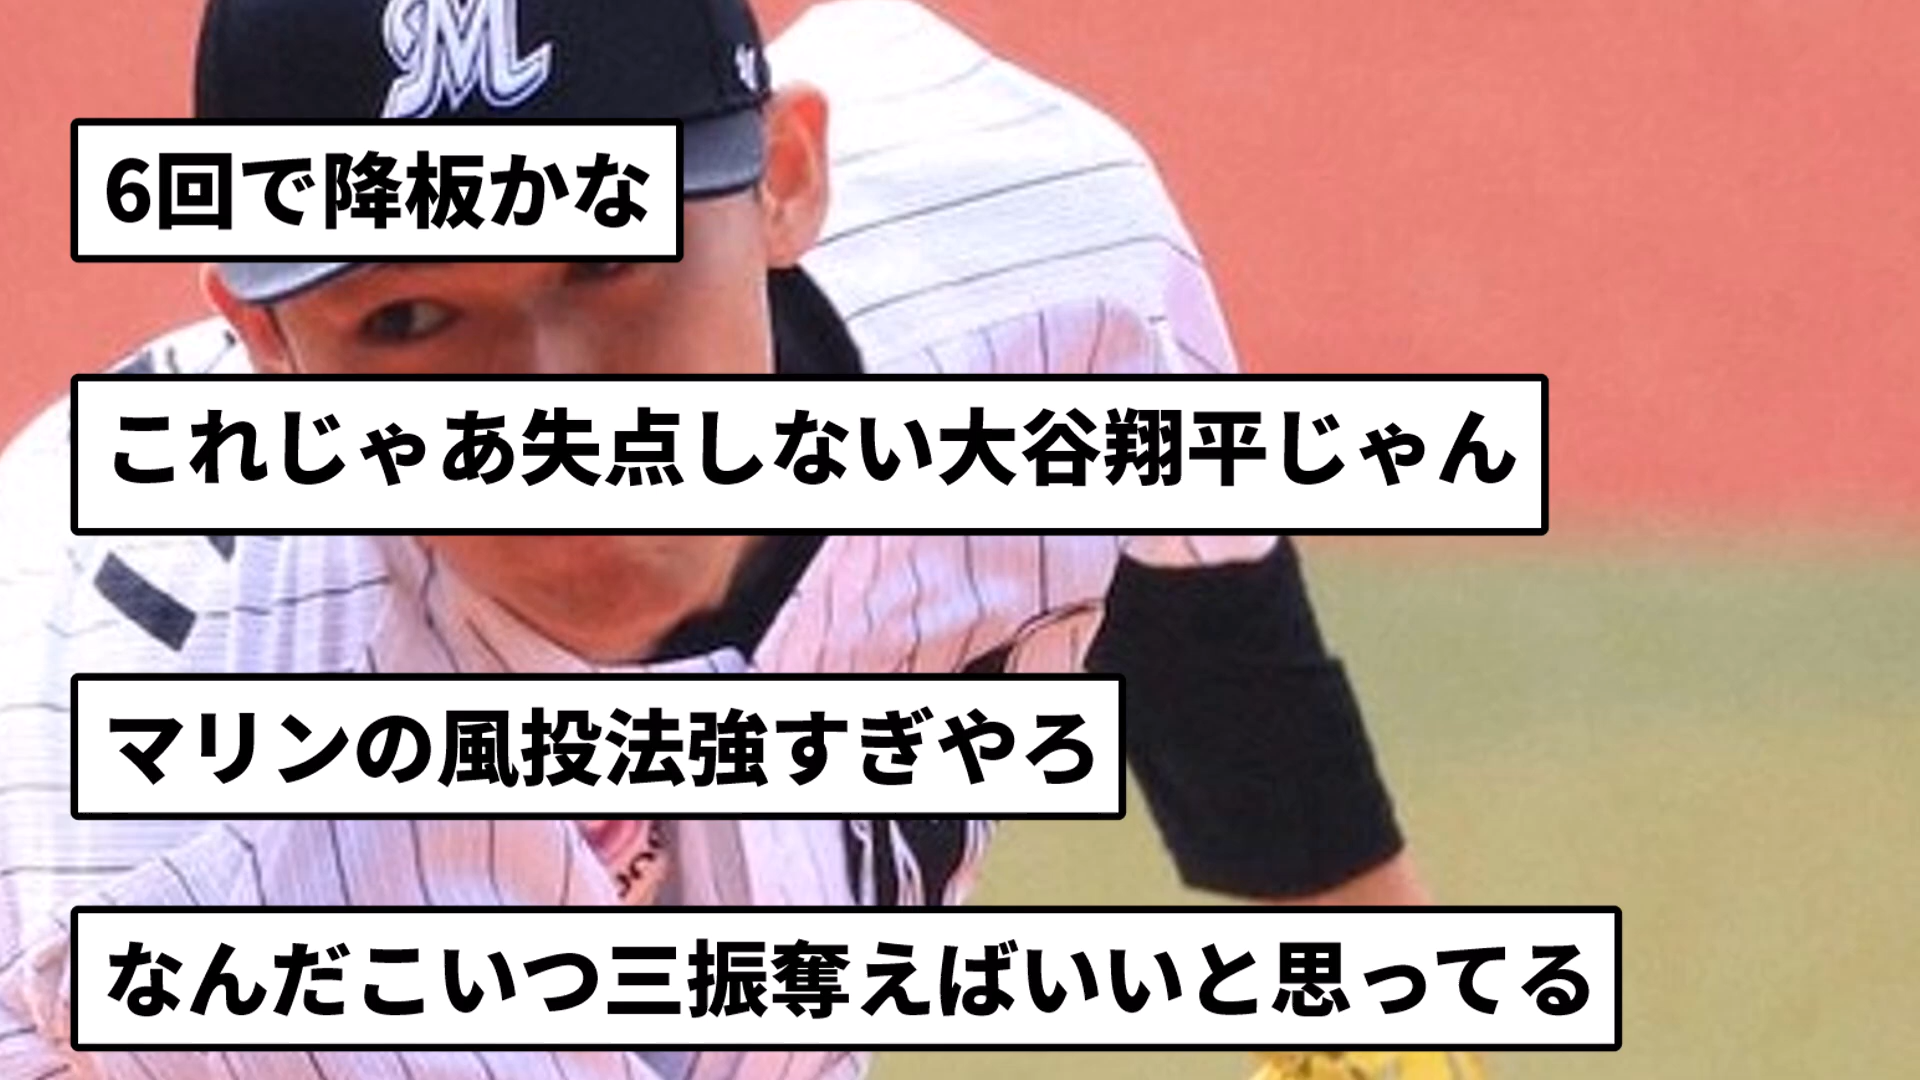 M
6回で降板かな
これじゃあ失点しない大谷翔平じゃん
マリンの風投法強すぎやろ
なんだこいつ三振奪えばいいと思ってる